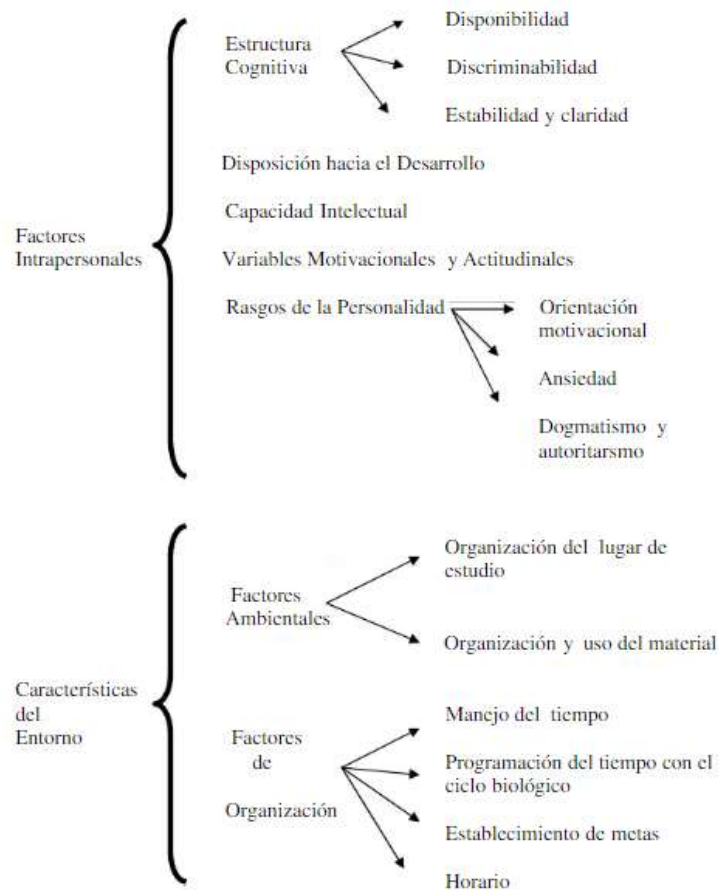 Estructura
Cognitiva
Disponibilidad
Discriminabilidad
Estabilidad y claridad
Disposición hacia el Desarrollo
Capacidad Intelectual
Factores
Intrapersonales
Variables Motivacionales y Actitudinales
Rasgos de la Personalidad
Orientación
motivacional
Ansiedad
Dogmatismo y
autoritarsmo
Características
del
Entorno
Factores
Ambientales
Organización del lugar de
estudio
Organización y uso del material
Factores
de
Organización
Manejo del tiempo
Programación del tiempo con el
ciclo biológico
Establecimiento de metas
Horario